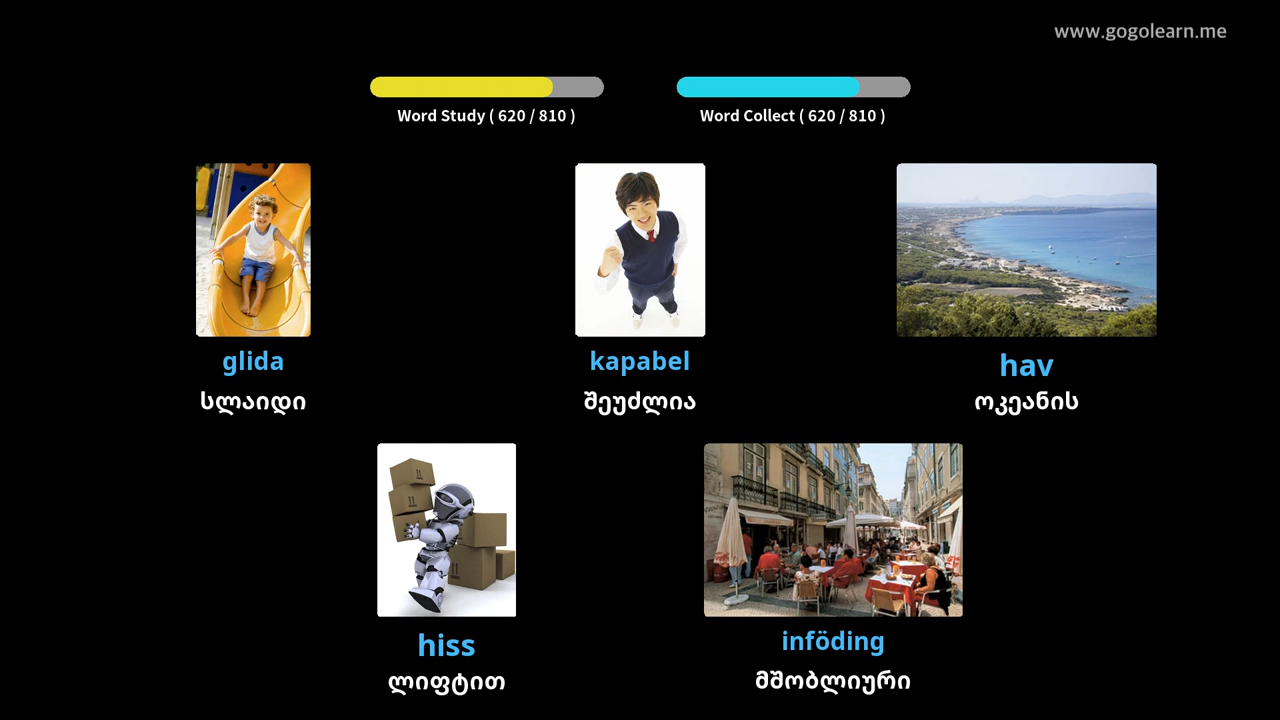 www.gogolearn.me
Word Study ( 620 / 810 )
Word Collect ( 620 / 810 )
glida
სლაიდი
kapabel
შეუძლია
hav
ოკეანის
hiss
ლიფტით
inföding
მშობლიური